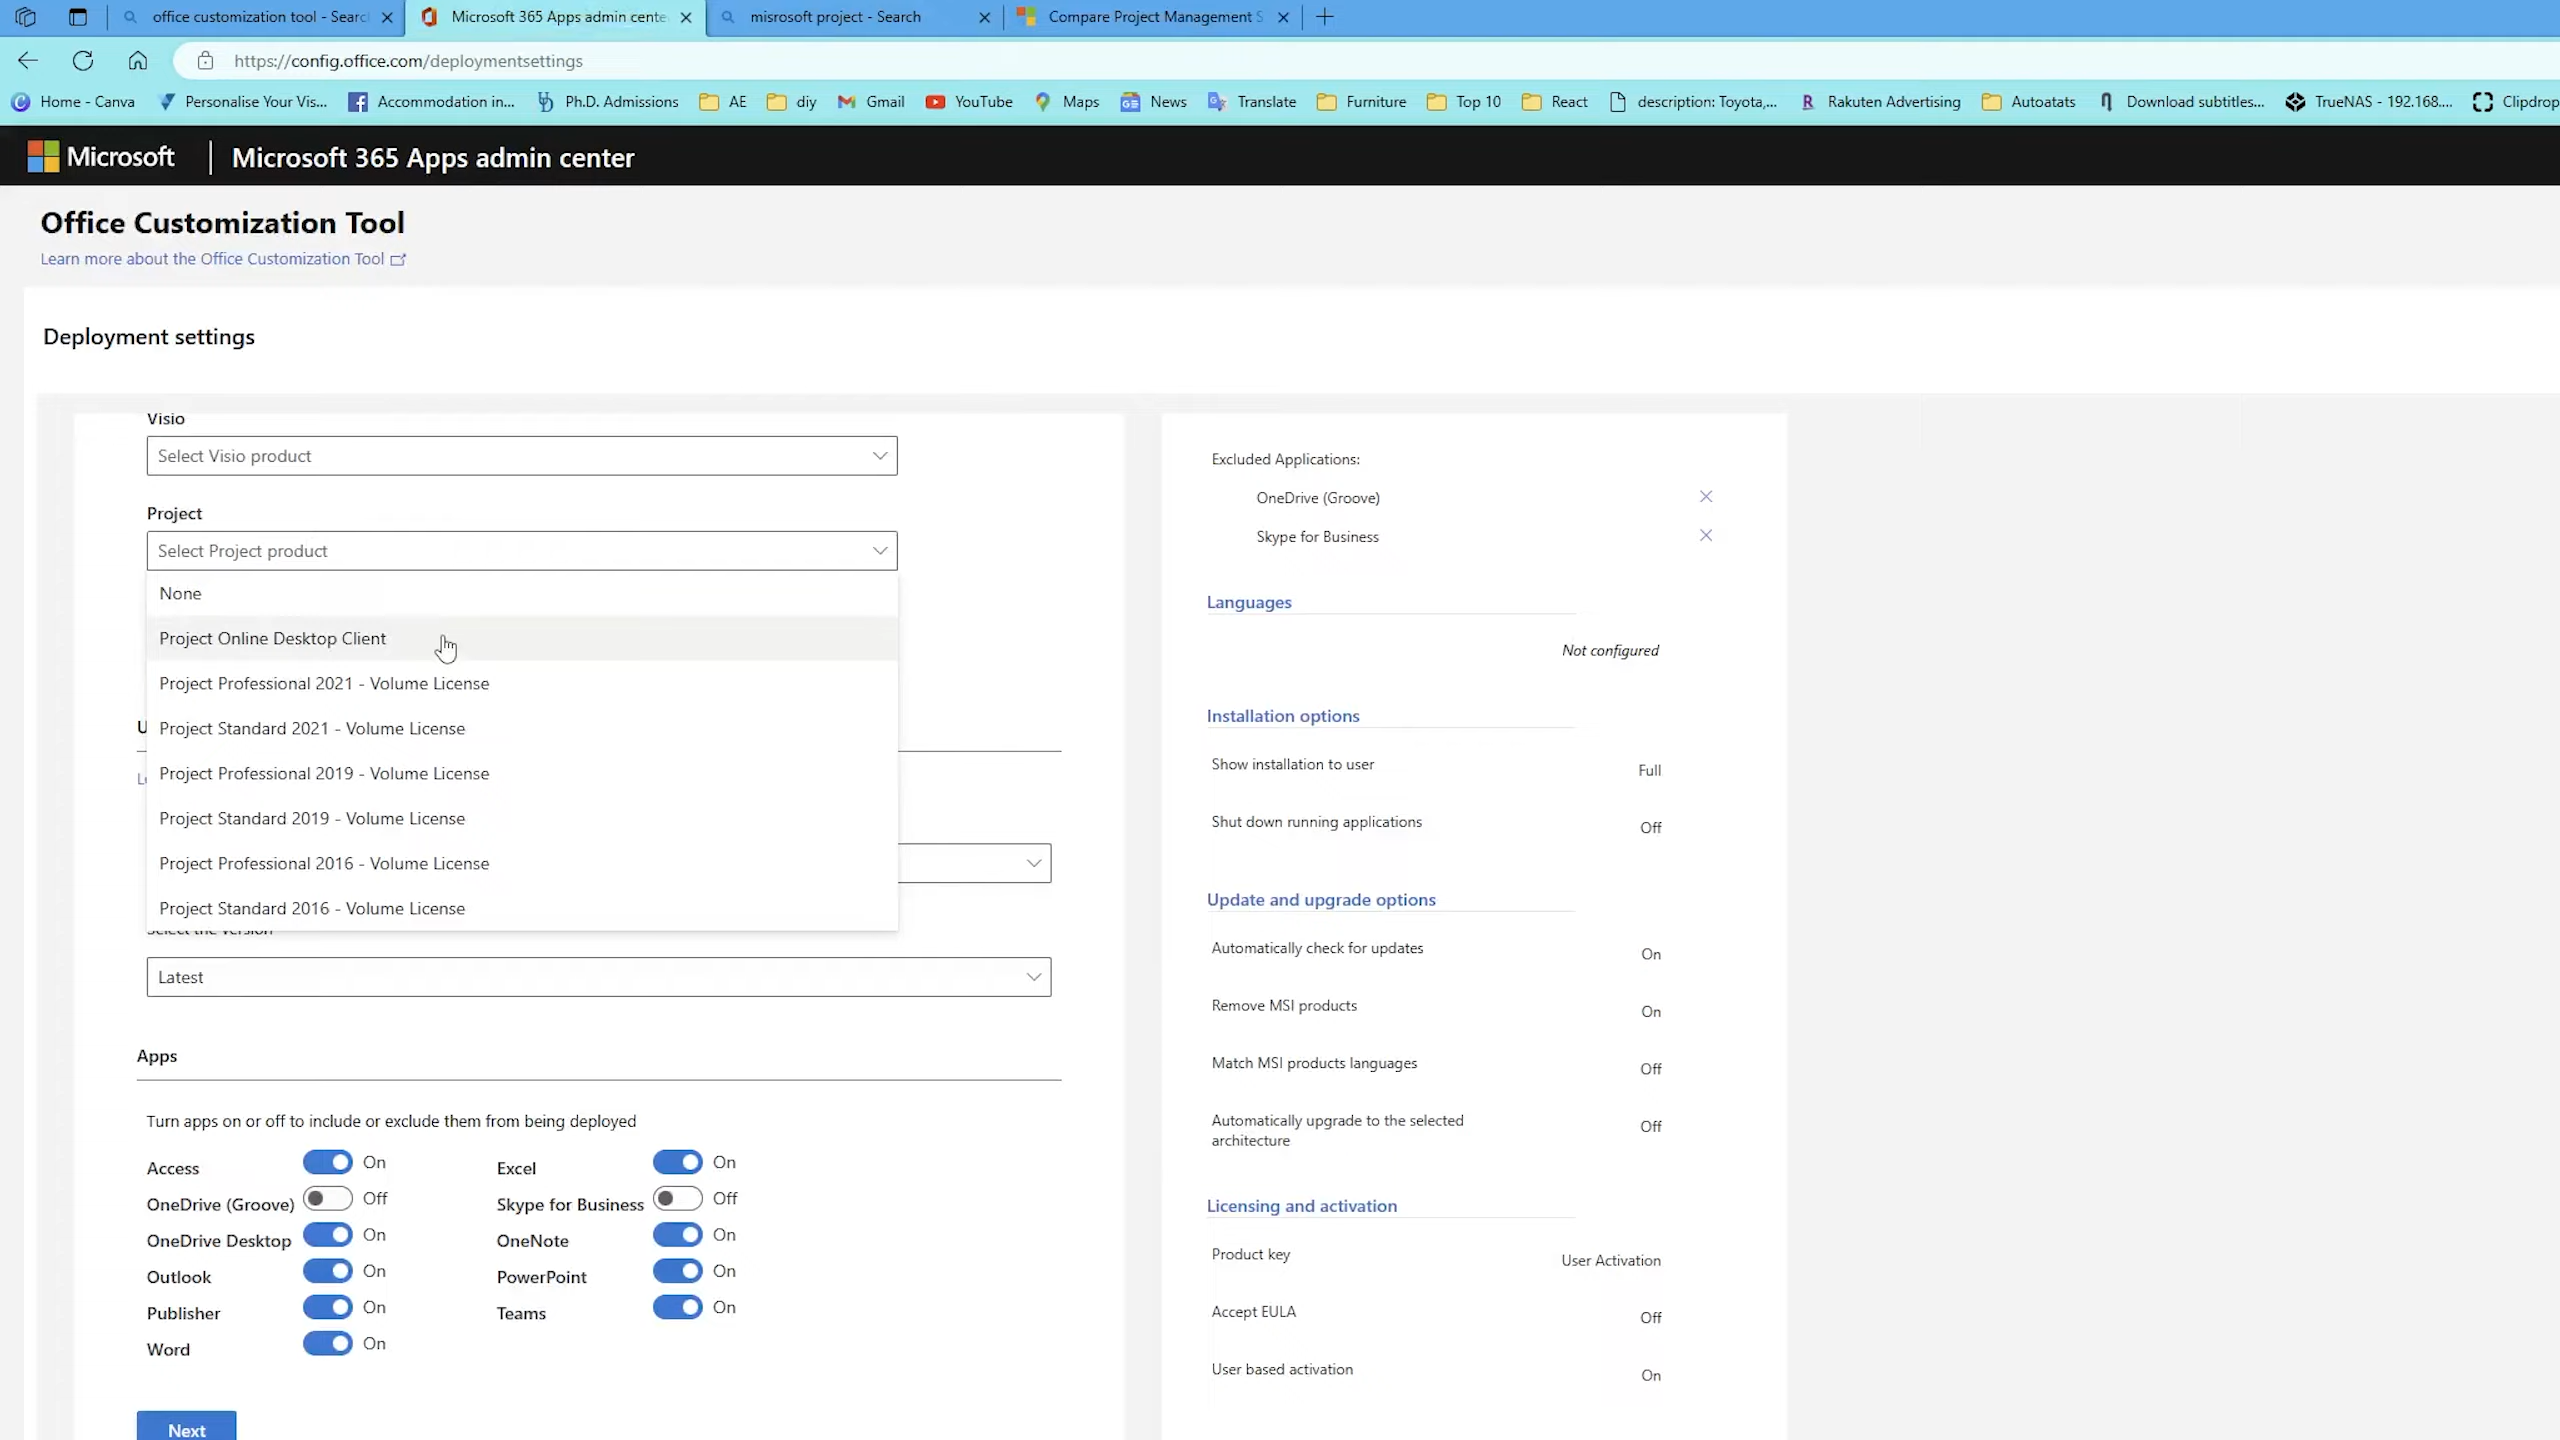 office customization tool - Searc
Microsoft 365 Apps admin cente
misrosoft project - Search
Compare Project Management S
https://config.office.com/deploymentsettings
Home - Canva
Personalise Your Vis...
Accommodation in...
Ph.D. Admissions
AE
diy
Gmail
YouTube
Maps
News
Translate
Furniture
Top 10
React
description: Toyota,...
Rakuten Advertising
Autoatats
Download subtitles...
TrueNAS - 192.168....
Clipdrop
Microsoft
Microsoft 365 Apps admin center
Office Customization Tool
Learn more about the Office Customization Tool
Deployment settings
Visio
Select Visio product
Project
Select Project product
None
Project Online Desktop Client
Project Professional 2021 - Volume License
Project Standard 2021 - Volume License
Project Professional 2019 - Volume License
Project Standard 2019 - Volume License
Project Professional 2016 - Volume License
Project Standard 2016 - Volume License
Select the version
Latest
Apps
Turn apps on or off to include or exclude them from being deployed
Access On Excel On
OneDrive (Groove) Off Skype for Business Off
OneDrive Desktop On OneNote On
Outlook On PowerPoint On
Publisher On Teams On
Word On
Next
Excluded Applications:
OneDrive (Groove)
Skype for Business
Languages
Not configured
Installation options
Show installation to user Full
Shut down running applications Off
Update and upgrade options
Automatically check for updates On
Remove MSI products On
Match MSI products languages Off
Automatically upgrade to the selected Off
architecture
Licensing and activation
Product key User Activation
Accept EULA Off
User based activation On